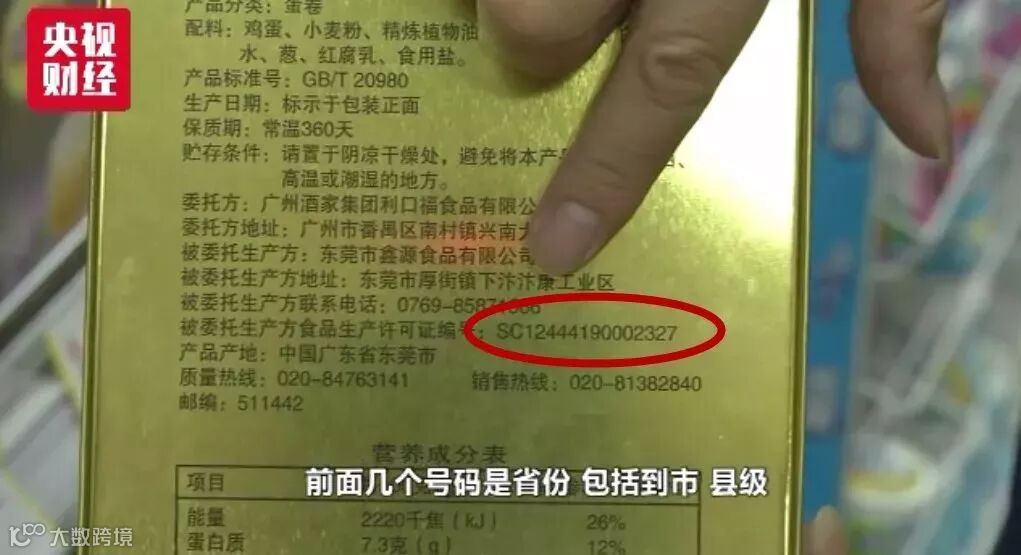 央视
财经
产品分类：蛋卷
配料：鸡蛋、小麦粉、精炼植物油
水、葱、红腐乳、食用盐。
产品标准号：GB/T 20980
生产日期：标示于包装正面
保质期：常温360天
贮存条件：请置于阴凉干燥处，避免将本产
高温或潮湿的地方。
委托方：广州酒家集团利口福食品有限公
委托方地址：广州市番禺区南村镇兴南大
被委托生产方：东莞市鑫源食品有限公司
被委托生产方地址：东莞市厚街镇下汴汴康工业区
被委托生产方联系电话：0769-85871066
被委托生产方食品生产许可证编号：SC12444190002327
产品产地：中国广东省东莞市
质量热线：020-84763141 销售热线：020-81382840
邮编：511442
营养成分表
项目
前面几个号码是省份 包括到市 县级
能量 2220千焦（kJ） 26%
蛋白质 7.3克（g） 12%
大数跨境